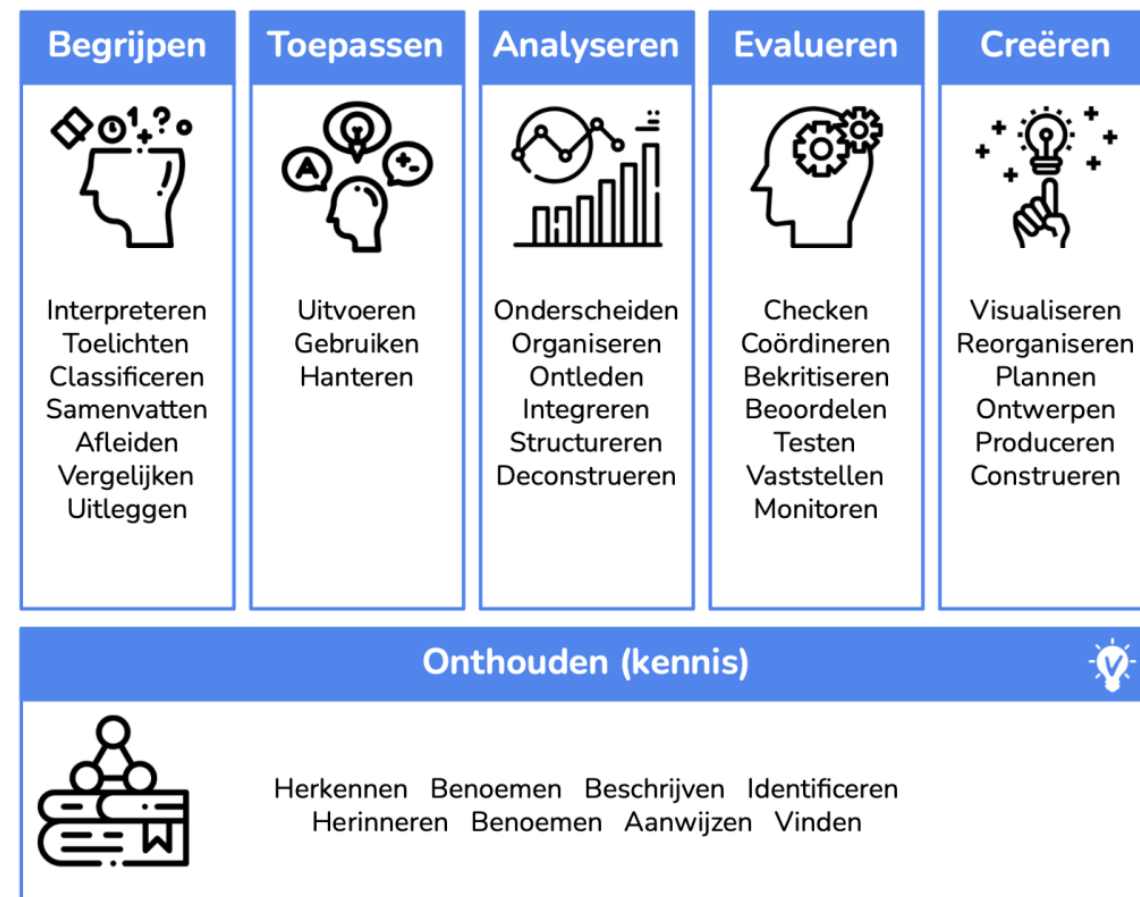 Begrijpen
Interpreteren
Toelichten
Classificeren
Samenvatten
Afleiden
Vergelijken
Uitleggen
Toepassen
A
Uitvoeren
Gebruiken
Hanteren
Analyseren
Onderscheiden
Organiseren
Ontleden
Integreren
Structureren
Deconstrueren
Evalueren
Checken
Coördineren
Bekritiseren
Beoordelen
Testen
Vaststellen
Monitoren
Creëren
Visualiseren
Reorganiseren
Plannen
Ontwerpen
Produceren
Construeren
Onthouden (kennis)
V
Herkennen Benoemen Beschrijven Identificeren
Herinneren Benoemen Aanwijzen Vinden